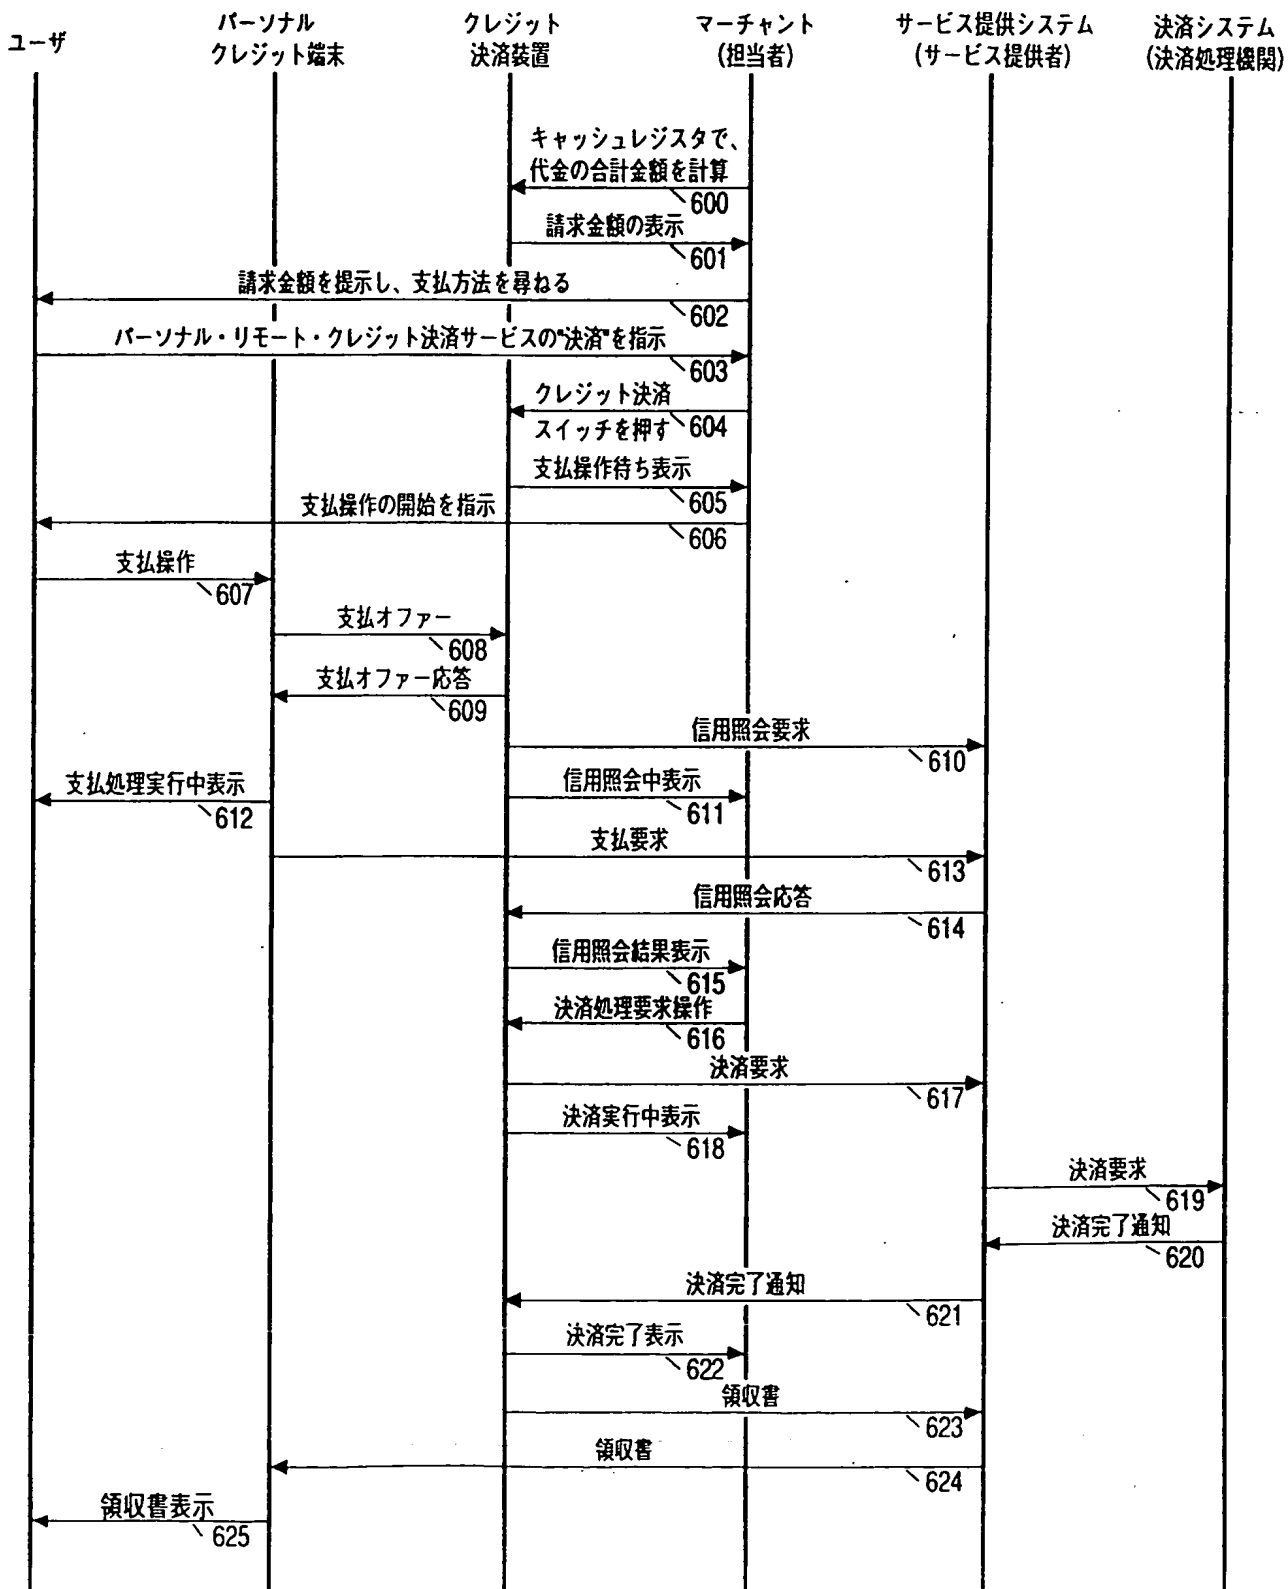 ユーザ
パーソナル
クレジット端末
クレジット
決済装置
マーチャント
(担当者)
サービス提供システム
(サービス提供者)
決済システム
(決済処理機関)
キャッシュレジスタで、
代金の合計金額を計算
600
請求金額の表示
601
請求金額を提示し、支払方法を尋ねる
602
パーソナル・リモート・クレジット決済サービスの"決済"を指示
603
クレジット決済
スイッチを押す
604
支払操作待ち表示
605
支払操作の開始を指示
606
支払操作
607
支払オファー
608
支払オファー応答
609
信用照会要求
610
信用照会中表示
611
支払処理実行中表示
612
支払要求
613
信用照会応答
614
信用照会結果表示
615
決済処理要求操作
616
決済要求
617
決済実行中表示
618
決済要求
619
決済完了通知
620
決済完了通知
621
決済完了表示
622
領収書
623
領収書
624
領収書表示
625